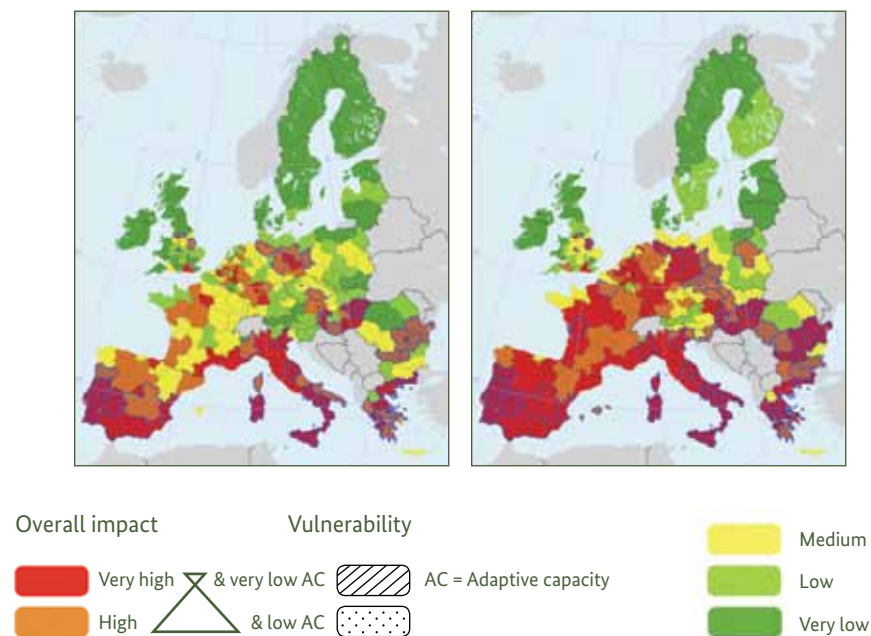 Overall impact
Vulnerability
Very high
& very low AC
AC = Adaptive capacity
High
& low AC
Medium
Low
Very low